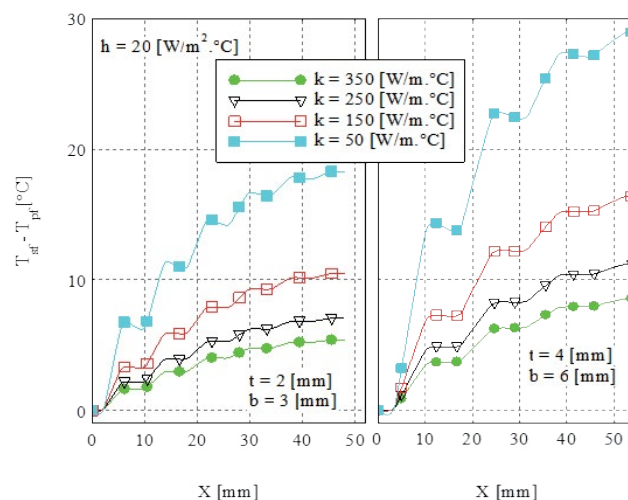 30
20
10
0
T_sf - T_pf [°C]
h = 20 [W/m².°C]
k = 350 [W/m.°C]
k = 250 [W/m.°C]
k = 150 [W/m.°C]
k = 50 [W/m.°C]
t = 2 [mm]
b = 3 [mm]
t = 4 [mm]
b = 6 [mm]
0 10 20 30 40 50
0 10 20 30 40 50
X [mm]
X [mm]